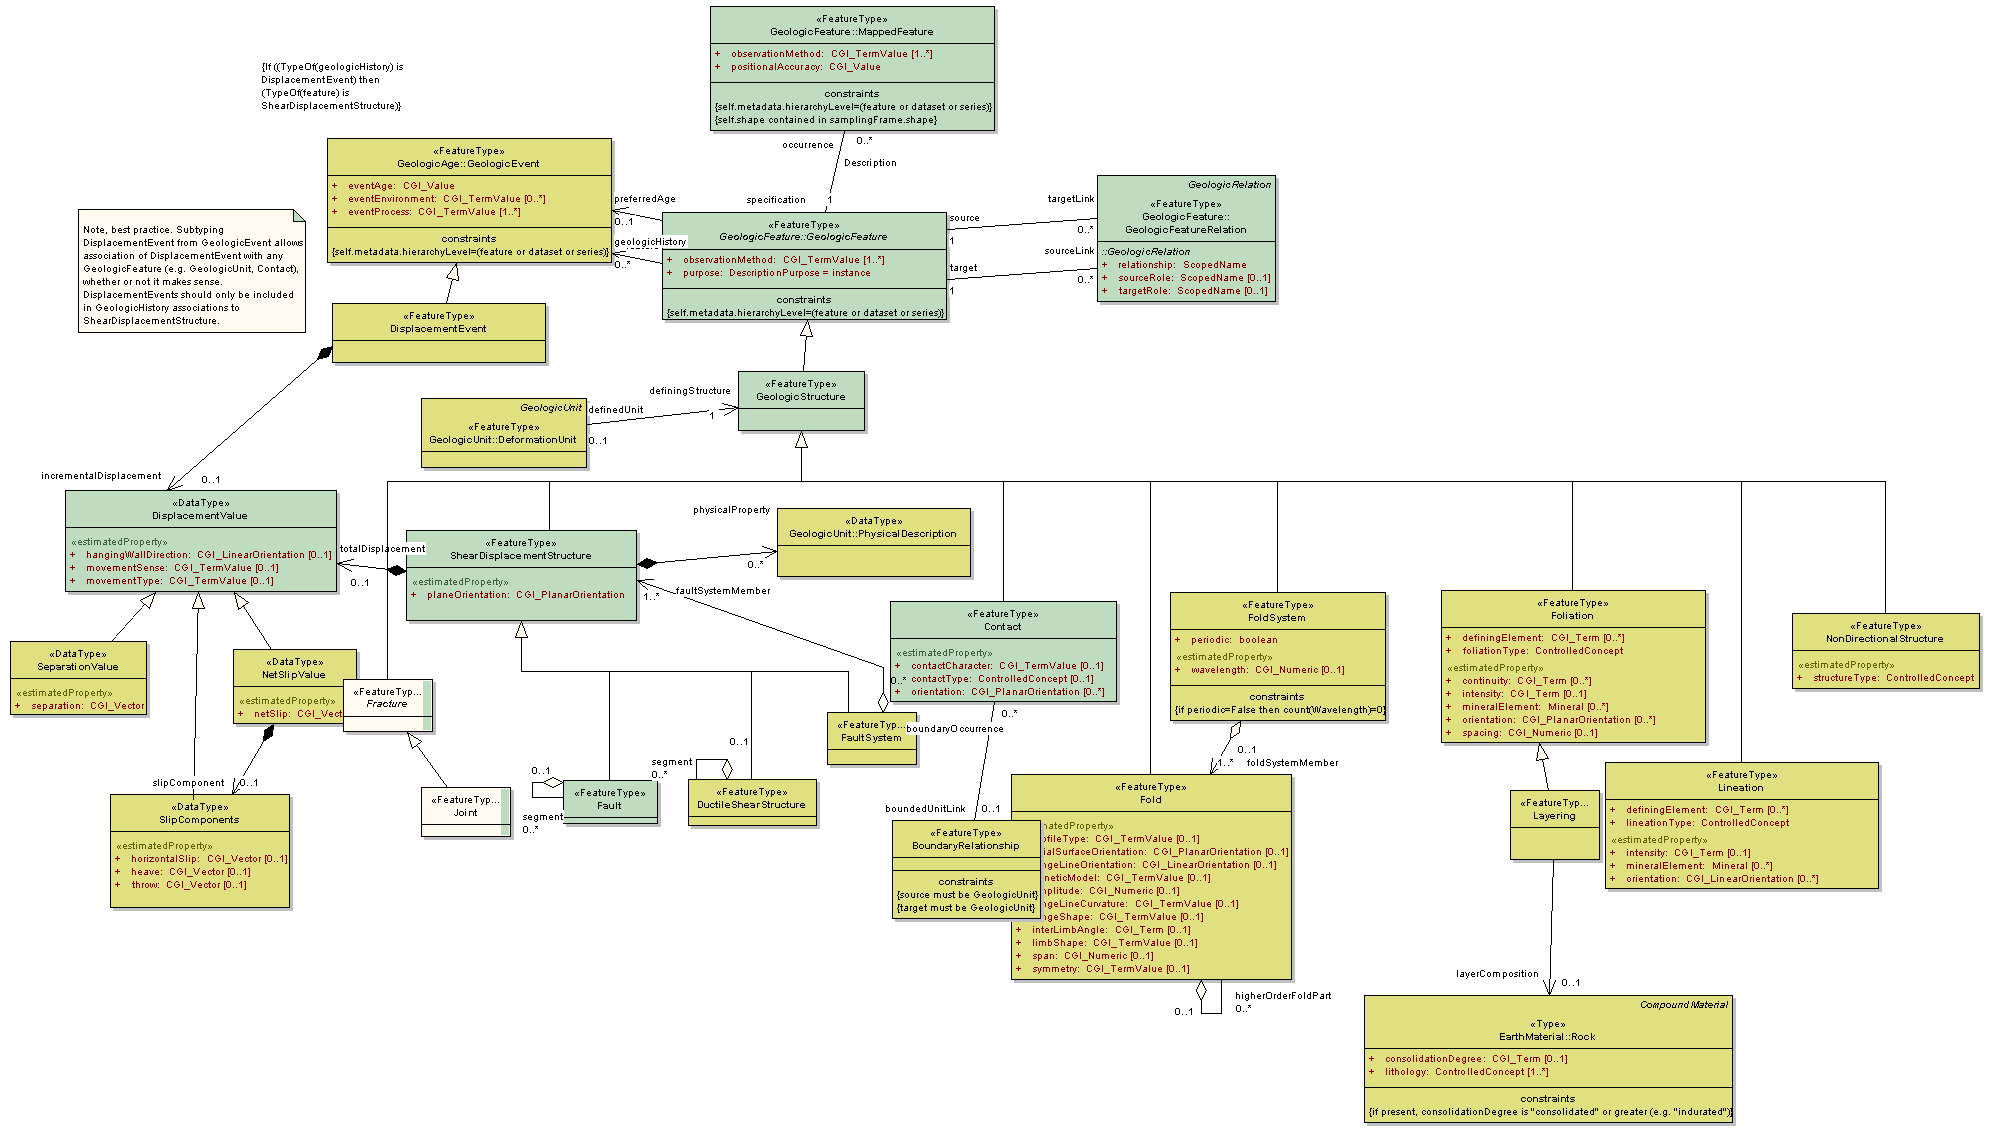 «FeatureType»
GeologicFeature::MappedFeature
+ observationMethod: CGI_TermValue [1..*]
+ positionalAccuracy: CGI_Value
constraints
{self.metadata.hierarchyLevel=(feature or dataset or series)}
{self.shape contained in samplingFrame.shape}
{If ((TypeOf(geologicHistory) is
DisplacementEvent) then
(TypeOf(feature) is
ShearDisplacementStructure)}
occurrence
0..*
Description
specification
1
«FeatureType»
GeologicAge::GeologicEvent
+ eventAge: CGI_Value
+ eventEnvironment: CGI_TermValue [0..*]
+ eventProcess: CGI_TermValue [1..*]
constraints
{self.metadata.hierarchyLevel=(feature or dataset or series)}
preferredAge
0..1
geologicHistory
0..*
«FeatureType»
GeologicFeature::GeologicFeature
+ observationMethod: CGI_TermValue [1..*]
+ purpose: DescriptionPurpose = instance
constraints
{self.metadata.hierarchyLevel=(feature or dataset or series)}
source
1
targetLink
0..*
target
1
sourceLink
0..*
GeologicRelation
«FeatureType»
GeologicFeature::
GeologicFeatureRelation
::GeologicRelation
+ relationship: ScopedName
+ sourceRole: ScopedName [0..1]
+ targetRole: ScopedName [0..1]
Note, best practice. Subtyping
DisplacementEvent from GeologicEvent allows
association of DisplacementEvent with any
GeologicFeature (e.g. GeologicUnit, Contact),
whether or not it makes sense.
DisplacementEvents should only be included
in GeologicHistory associations to
ShearDisplacementStructure.
«FeatureType»
DisplacementEvent
«FeatureType»
GeologicStructure
GeologicUnit
«FeatureType»
GeologicUnit::DeformationUnit
definedUnit
0..1
definingStructure
1
incrementalDisplacement
0..1
«DataType»
DisplacementValue
«estimatedProperty»
+ hangingWallDirection: CGI_LinearOrientation [0..1]
+ movementSense: CGI_TermValue [0..1]
+ movementType: CGI_TermValue [0..1]
totalDisplacement
0..1
«FeatureType»
ShearDisplacementStructure
«estimatedProperty»
+ planeOrientation: CGI_PlanarOrientation
physicalProperty
0..*
«DataType»
GeologicUnit::PhysicalDescription
faultSystemMember
1..*
0..*
«FeatureType»
Contact
«estimatedProperty»
+ contactCharacter: CGI_TermValue [0..1]
+ contactType: ControlledConcept [0..1]
+ orientation: CGI_PlanarOrientation [0..*]
«FeatureType»
FoldSystem
+ periodic: boolean
«estimatedProperty»
+ wavelength: CGI_Numeric [0..1]
constraints
{if periodic=False then count(Wavelength)=0}
«FeatureType»
Foliation
+ definingElement: CGI_Term [0..*]
+ foliationType: ControlledConcept
«estimatedProperty»
+ continuity: CGI_Term [0..*]
+ intensity: CGI_Term [0..1]
+ mineralElement: Mineral [0..*]
+ orientation: CGI_PlanarOrientation [0..*]
+ spacing: CGI_Numeric [0..1]
«FeatureType»
NonDirectionalStructure
«estimatedProperty»
+ structureType: ControlledConcept
«DataType»
SeparationValue
«estimatedProperty»
+ separation: CGI_Vector
«DataType»
NetSlipValue
«estimatedProperty»
+ netSlip: CGI_Vect
«FeatureTyp...
Fracture
«FeatureTyp...
Joint
slipComponent
0..1
«DataType»
SlipComponents
«estimatedProperty»
+ horizontalSlip: CGI_Vector [0..1]
+ heave: CGI_Vector [0..1]
+ throw: CGI_Vector [0..1]
0..1
segment
0..*
«FeatureType»
Fault
0..1
segment
0..*
«FeatureType»
DuctileShearStructure
«FeatureTyp...
FaultSystem
0..*
boundaryOccurrence
boundedUnitLink
0..1
«FeatureType»
BoundaryRelationship
constraints
{source must be GeologicUnit}
{target must be GeologicUnit}
0..1
1..*
foldSystemMember
«FeatureType»
Fold
matedProperty»
ofileType: CGI_TermValue [0..1]
ialSurfaceOrientation: CGI_PlanarOrientation [0..1]
ngeLineOrientation: CGI_LinearOrientation [0..1]
neticModel: CGI_TermValue [0..1]
mplitude: CGI_Numeric [0..1]
ngeLineCurvature: CGI_TermValue [0..1]
ngeShape: CGI_TermValue [0..1]
+ interLimbAngle: CGI_Term [0..1]
+ limbShape: CGI_TermValue [0..1]
+ span: CGI_Numeric [0..1]
+ symmetry: CGI_TermValue [0..1]
higherOrderFoldPart
0..*
0..1
«FeatureTyp...
Layering
«FeatureType»
Lineation
+ definingElement: CGI_Term [0..*]
+ lineationType: ControlledConcept
«estimatedProperty»
+ intensity: CGI_Term [0..1]
+ mineralElement: Mineral [0..*]
+ orientation: CGI_LinearOrientation [0..*]
layerComposition
0..1
CompoundMaterial
«Type»
EarthMaterial::Rock
+ consolidationDegree: CGI_Term [0..1]
+ lithology: ControlledConcept [1..*]
constraints
{if present, consolidationDegree is "consolidated" or greater (e.g. "indurated")}